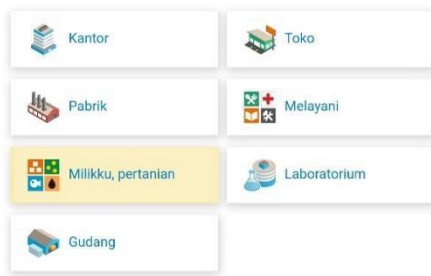 Kantor
Toko
Pabrik
Melayani
Milikku, pertanian
Laboratorium
Gudang